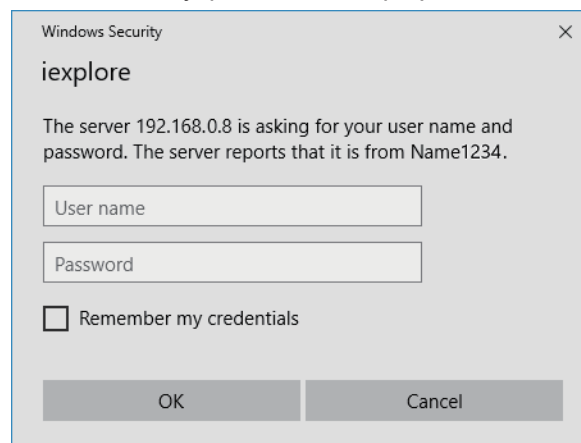 Windows Security
iexplore
The server 192.168.0.8 is asking for your user name and
password. The server reports that it is from Name1234.
User name
Password
Remember my credentials
OK
Cancel